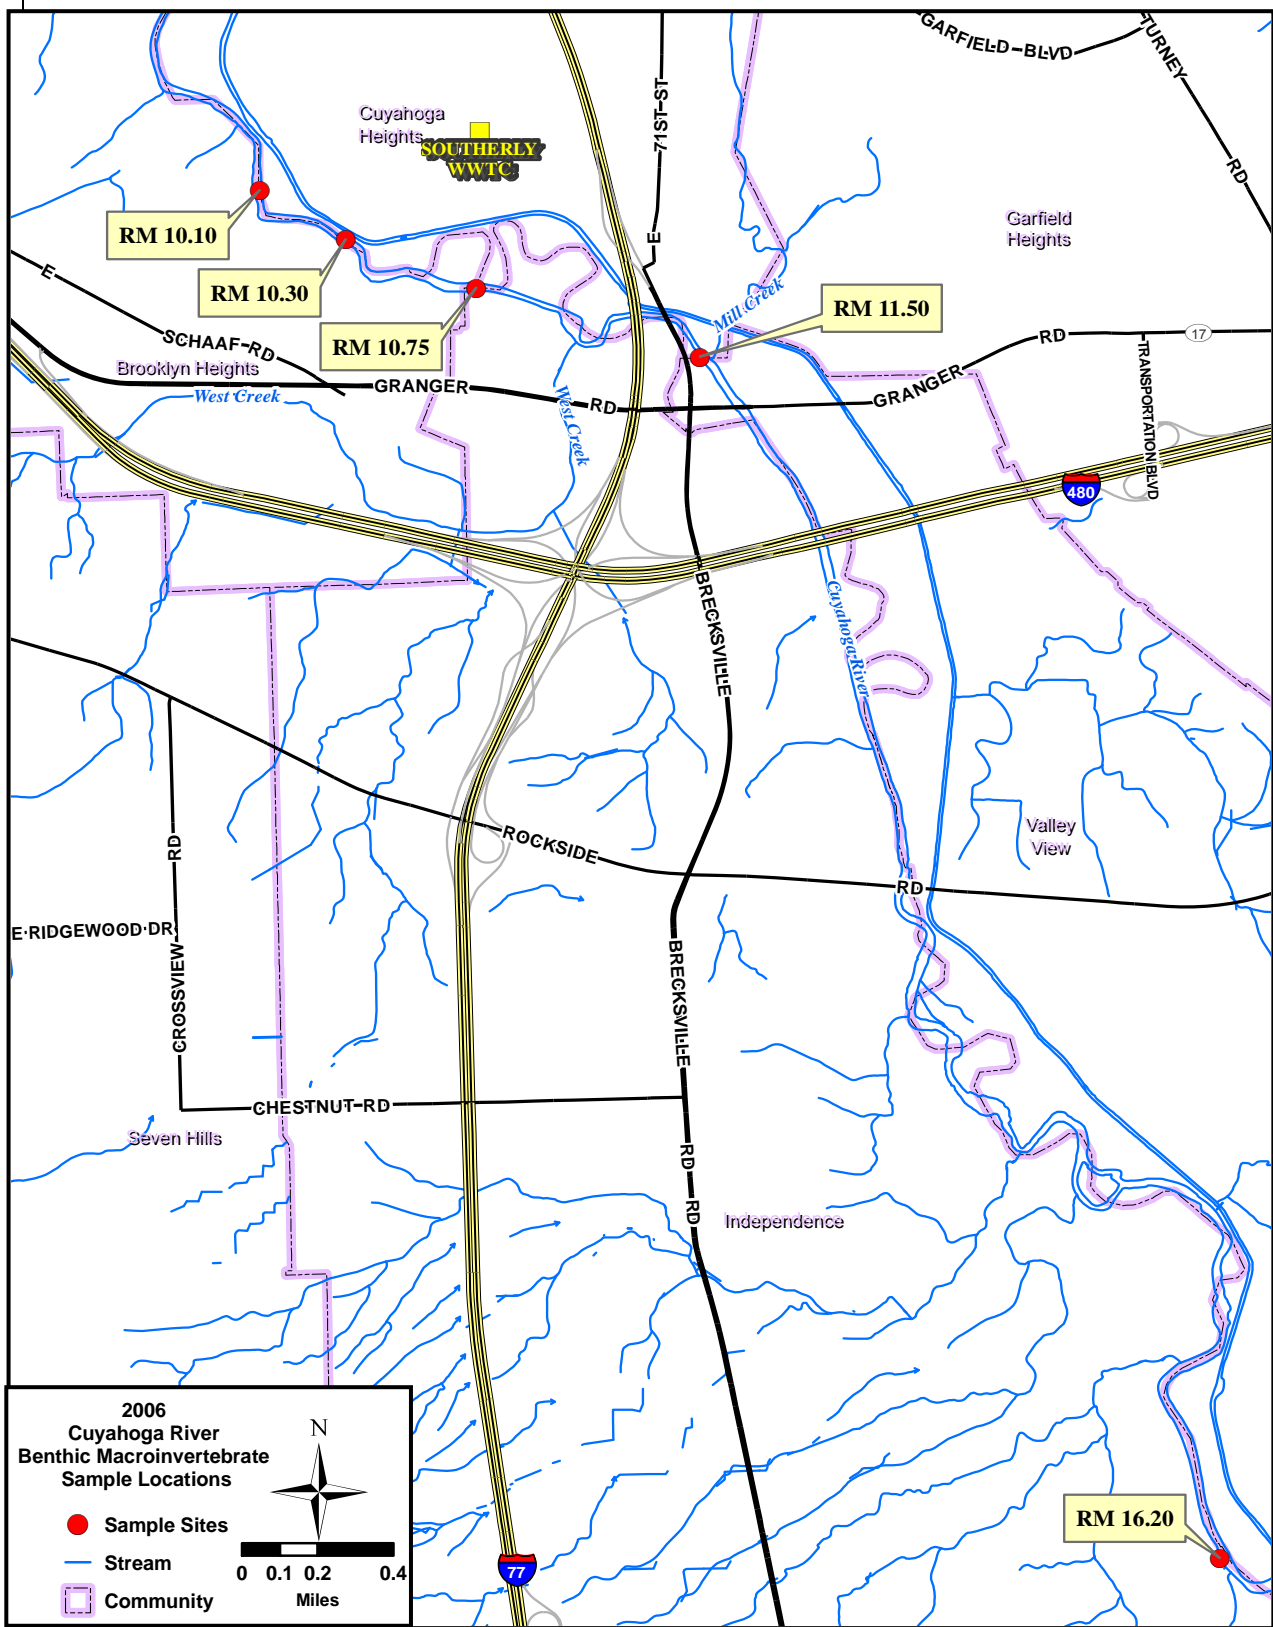 GARFIELD BLVD
TURNEY
RD
71ST ST
E
Cuyahoga
Heights
SOUTHERLY
WWTC
Garfield
Heights
RM 10.10
RM 10.30
RM 10.75
RM 11.50
Mill Creek
E
SCHAAF RD
Brooklyn Heights
West Creek
GRANGER
RD
West Creek
GRANGER
RD
17
TRANSPORTATION BLVD
480
BRECKSVILLE
Cuyahoga River
ROCKSIDE
RD
Valley
View
RD
CROSSVIEW
E RIDGEWOOD DR
BRECKSVILLE
RD
RD
CHESTNUT RD
Seven Hills
Independence
RM 16.20
77
2006
Cuyahoga River
Benthic Macroinvertebrate
Sample Locations
N
Sample Sites
Stream
Community
0 0.1 0.2 0.4
Miles